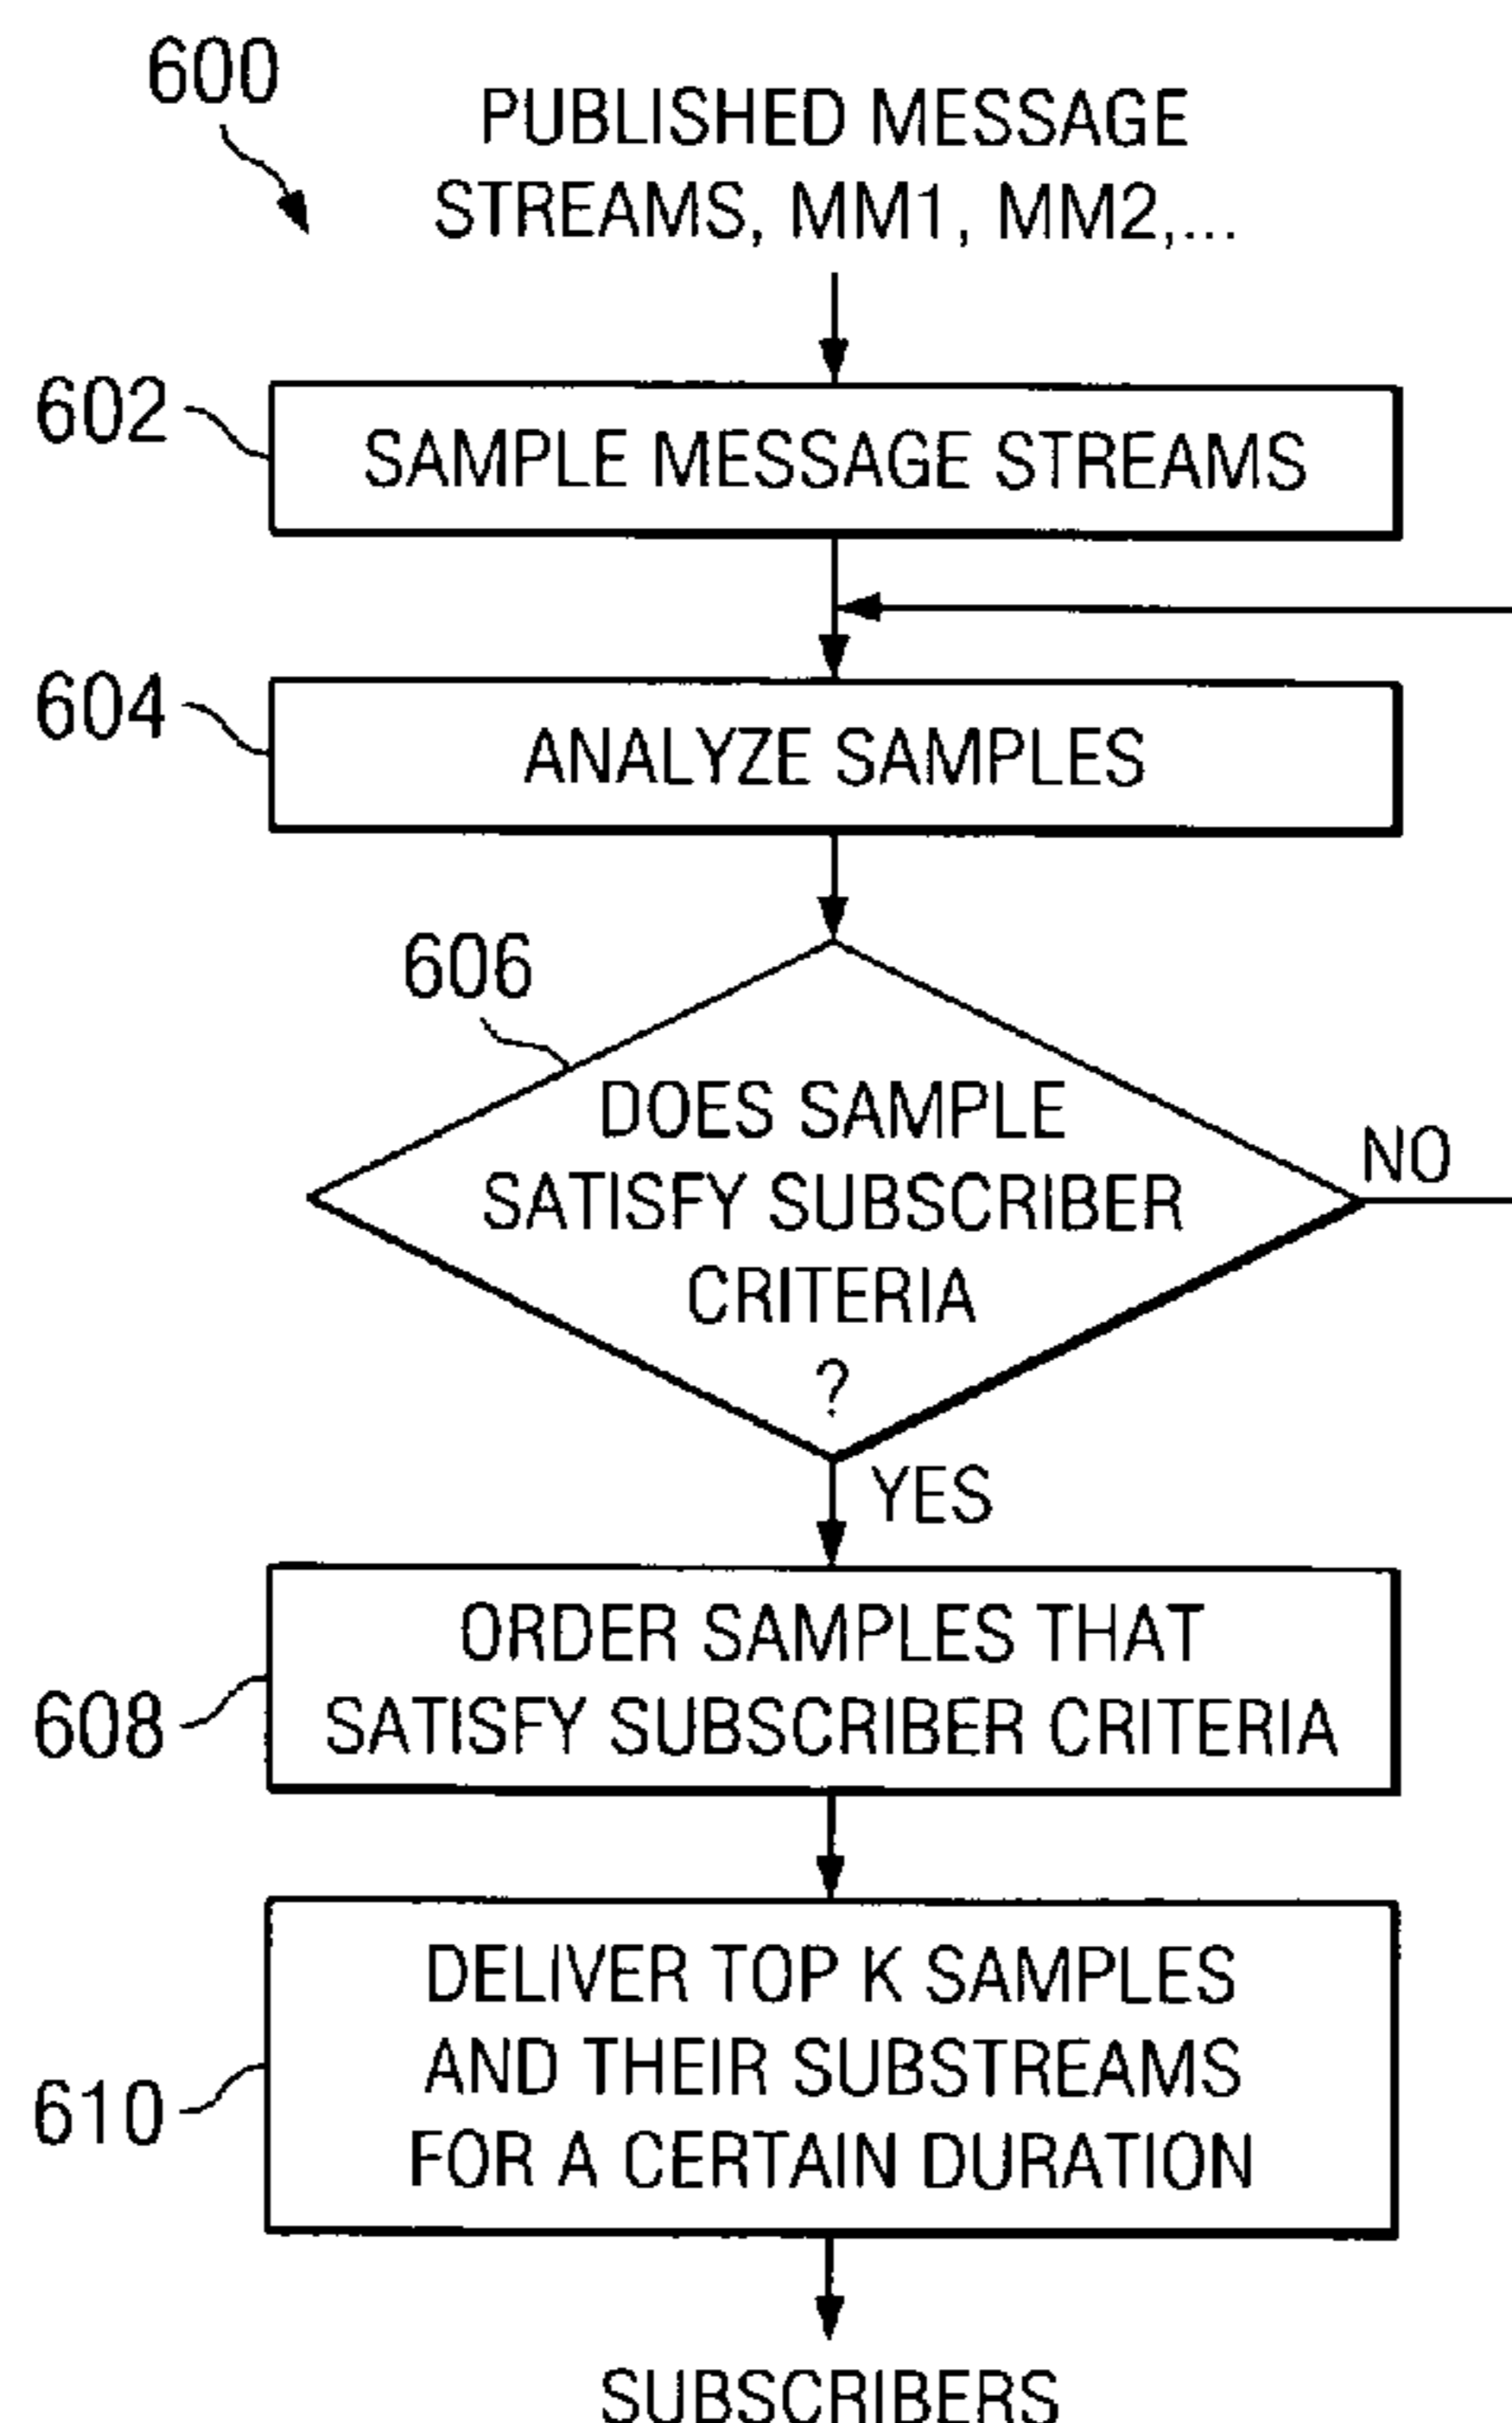 600
PUBLISHED MESSAGE
STREAMS, MM1, MM2,...
602
SAMPLE MESSAGE STREAMS
604
ANALYZE SAMPLES
606
DOES SAMPLE
SATISFY SUBSCRIBER
CRITERIA
?
NO
YES
608
ORDER SAMPLES THAT
SATISFY SUBSCRIBER CRITERIA
610
DELIVER TOP K SAMPLES
AND THEIR SUBSTREAMS
FOR A CERTAIN DURATION
SUBSCRIBERS